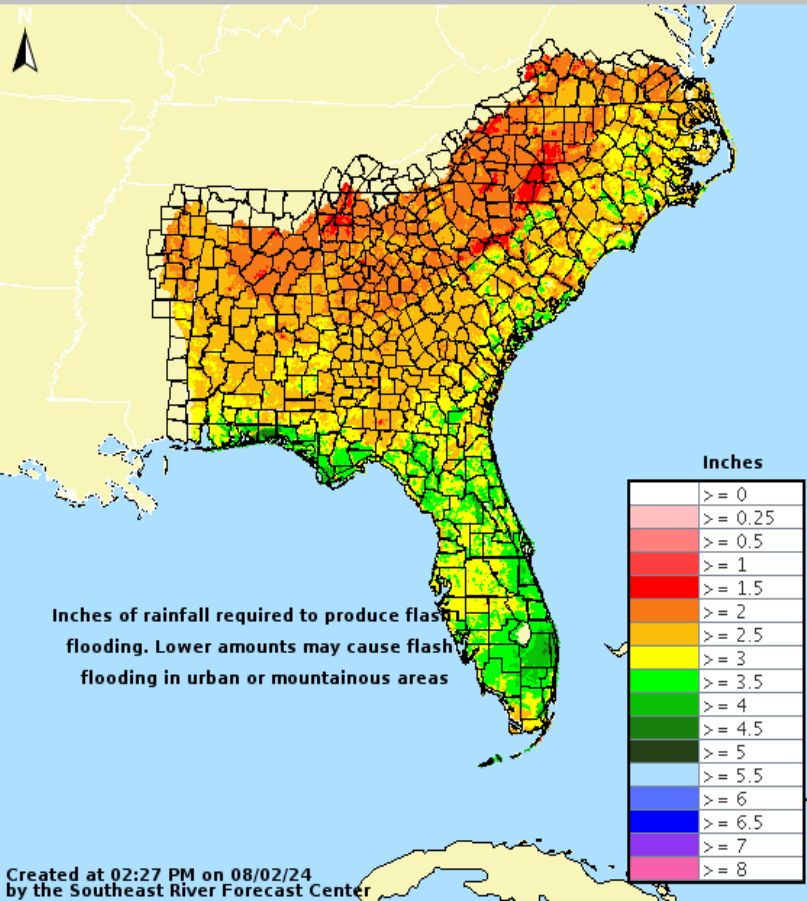 N
Inches of rainfall required to produce flash
flooding. Lower amounts may cause flash
flooding in urban or mountainous areas
Inches
>= 0
>= 0.25
>= 0.5
>= 1
>= 1.5
>= 2
>= 2.5
>= 3
>= 3.5
>= 4
>= 4.5
>= 5
>= 5.5
>= 6
>= 6.5
>= 7
>= 8
Created at 02:27 PM on 08/02/24
by the Southeast River Forecast Center